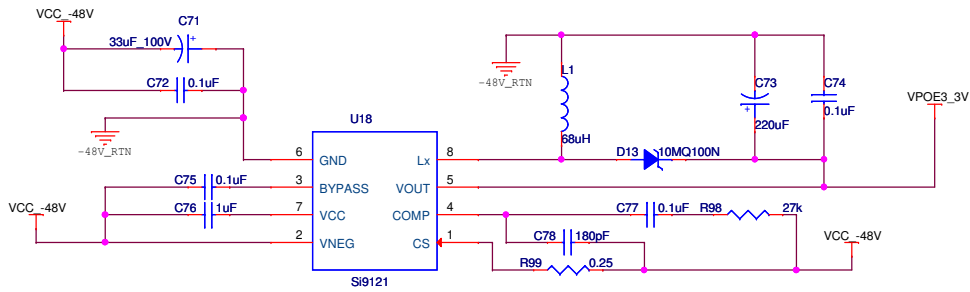 VCC_-48V
C71
+
33uF_100V
C72
0.1uF
-48V_RTN
-48V_RTN
L1
68uH
C73
+
220uF
C74
0.1uF
VPOE3_3V
U18
6
GND
Lx
8
D13
10MQ100N
C75
0.1uF
3
BYPASS
VOUT
5
VCC_-48V
C76
1uF
7
VCC
COMP
4
C77
0.1uF
R98
27k
2
VNEG
CS
1
C78
180pF
VCC_-48V
R99
0.25
Si9121